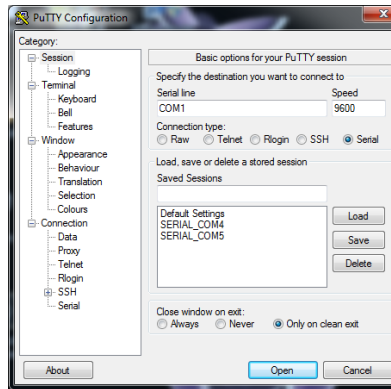 PuTTY Configuration
Category:
Session
Logging
Terminal
Keyboard
Bell
Features
Window
Appearance
Behaviour
Translation
Selection
Colours
Connection
Data
Proxy
Telnet
Rlogin
SSH
Serial
Basic options for your PuTTY session
Specify the destination you want to connect to
Serial line Speed
COM1 9600
Connection type:
Raw Telnet Rlogin SSH Serial
Load, save or delete a stored session
Saved Sessions
Default Settings
SERIAL_COM4
SERIAL_COM5
Load
Save
Delete
Close window on exit:
Always Never Only on clean exit
About Open Cancel